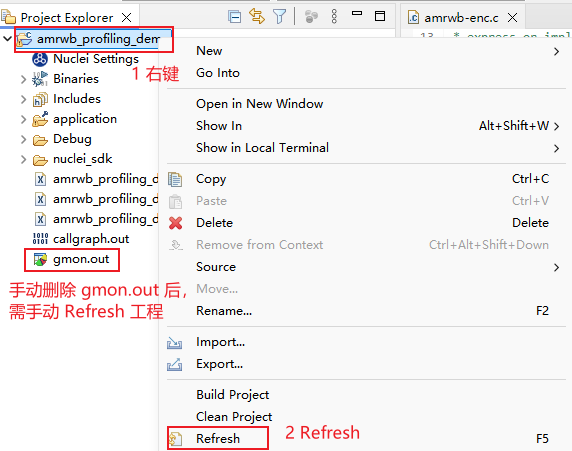 Project Explorer
amrwb-enc.c
13 * express or impl
amrwb_profiling_dem
1 右键
Nuclei Settings
Binaries
Includes
application
Debug
nuclei_sdk
amrwb_profiling_d
amrwb_profiling_d
amrwb_profiling_d
callgraph.out
gmon.out
手动删除 gmon.out 后,
需手动 Refresh 工程
New
Go Into
Open in New Window
Show In Alt+Shift+W
Show in Local Terminal
Copy Ctrl+C
Paste Ctrl+V
Delete Delete
Remove from Context Ctrl+Alt+Shift+Down
Source
Move...
Rename... F2
Import...
Export...
Build Project
Clean Project
Refresh F5
2 Refresh